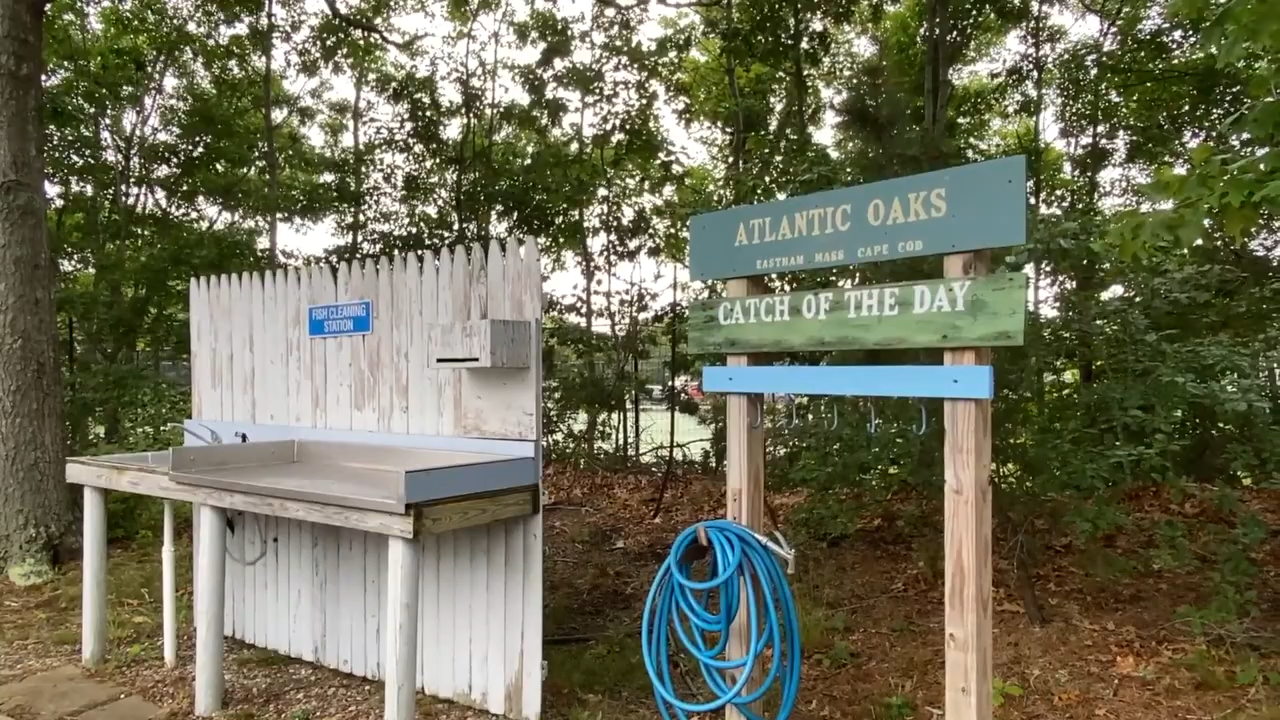 FISH CLEANING
STATION
ATLANTIC OAKS
EASTHAM MASS CAPE COD
CATCH OF THE DAY